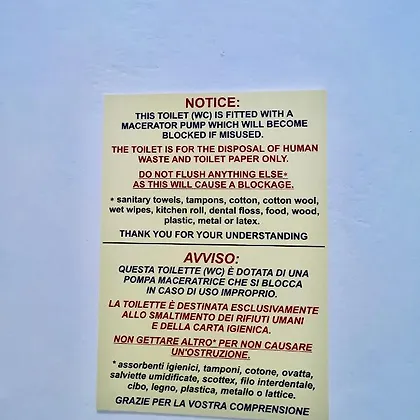 NOTICE:
THIS TOILET (WC) IS FITTED WITH A
MACERATOR PUMP WHICH WILL BECOME
BLOCKED IF MISUSED.
THE TOILET IS FOR THE DISPOSAL OF HUMAN
WASTE AND TOILET PAPER ONLY.
DO NOT FLUSH ANYTHING ELSE*
AS THIS WILL CAUSE A BLOCKAGE.
* sanitary towels, tampons, cotton, cotton wool,
wet wipes, kitchen roll, dental floss, food, wood,
plastic, metal or latex.
THANK YOU FOR YOUR UNDERSTANDING
AVVISO:
QUESTA TOILETTE (WC) È DOTATA DI UNA
POMPA MACERATRICE CHE SI BLOCCA
IN CASO DI USO IMPROPRIO.
LA TOILETTE È DESTINATA ESCLUSIVAMENTE
ALLO SMALTIMENTO DEI RIFIUTI UMANI
E DELLA CARTA IGIENICA.
NON GETTARE ALTRO* PER NON CAUSARE
UN'OSTRUZIONE.
* assorbenti igienici, tamponi, cotone, ovatta,
salviette umidificate, scottex, filo interdentale,
cibo, legno, plastica, metallo o lattice.
GRAZIE PER LA VOSTRA COMPRENSIONE